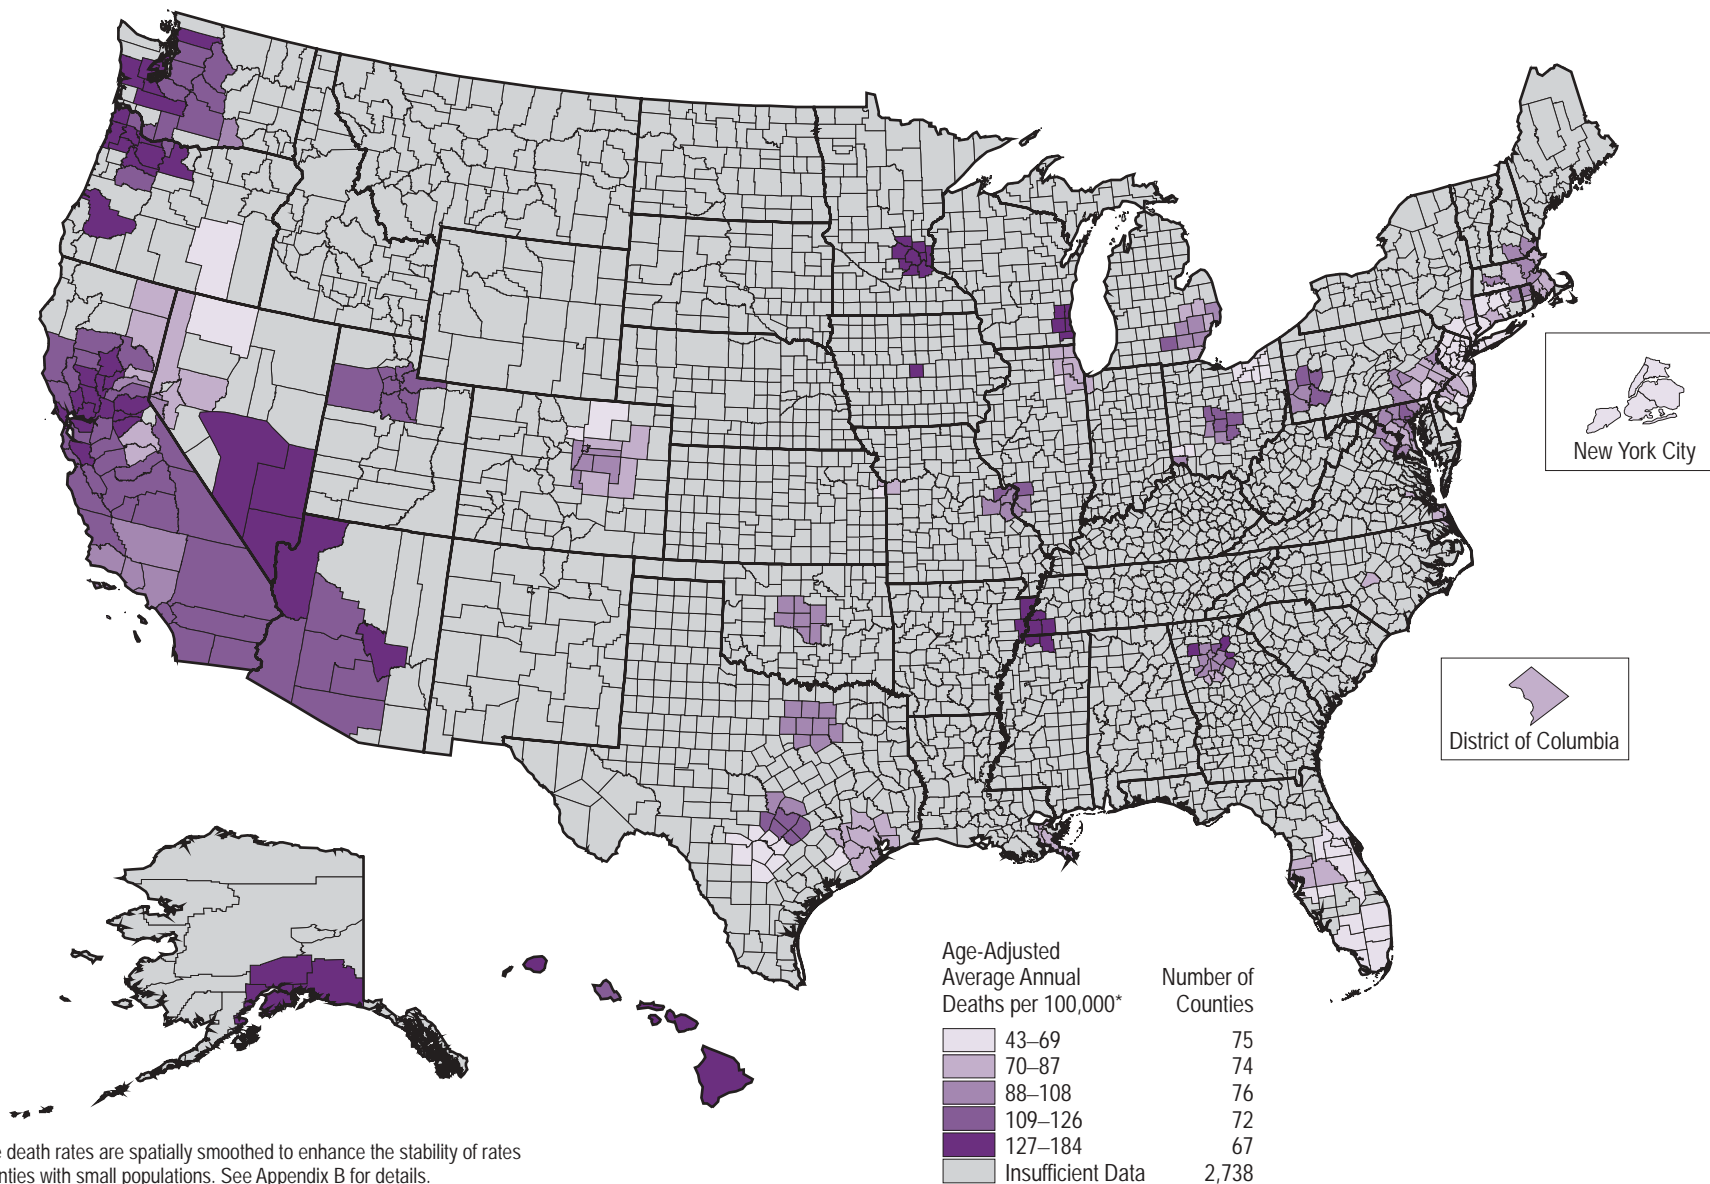 New York City
District of Columbia
Age-Adjusted
Average Annual Number of
Deaths per 100,000* Counties
43–69 75
70–87 74
88–108 76
109–126 72
127–184 67
Insufficient Data 2,738
death rates are spatially smoothed to enhance the stability of rates
with small populations. See Appendix B for details.